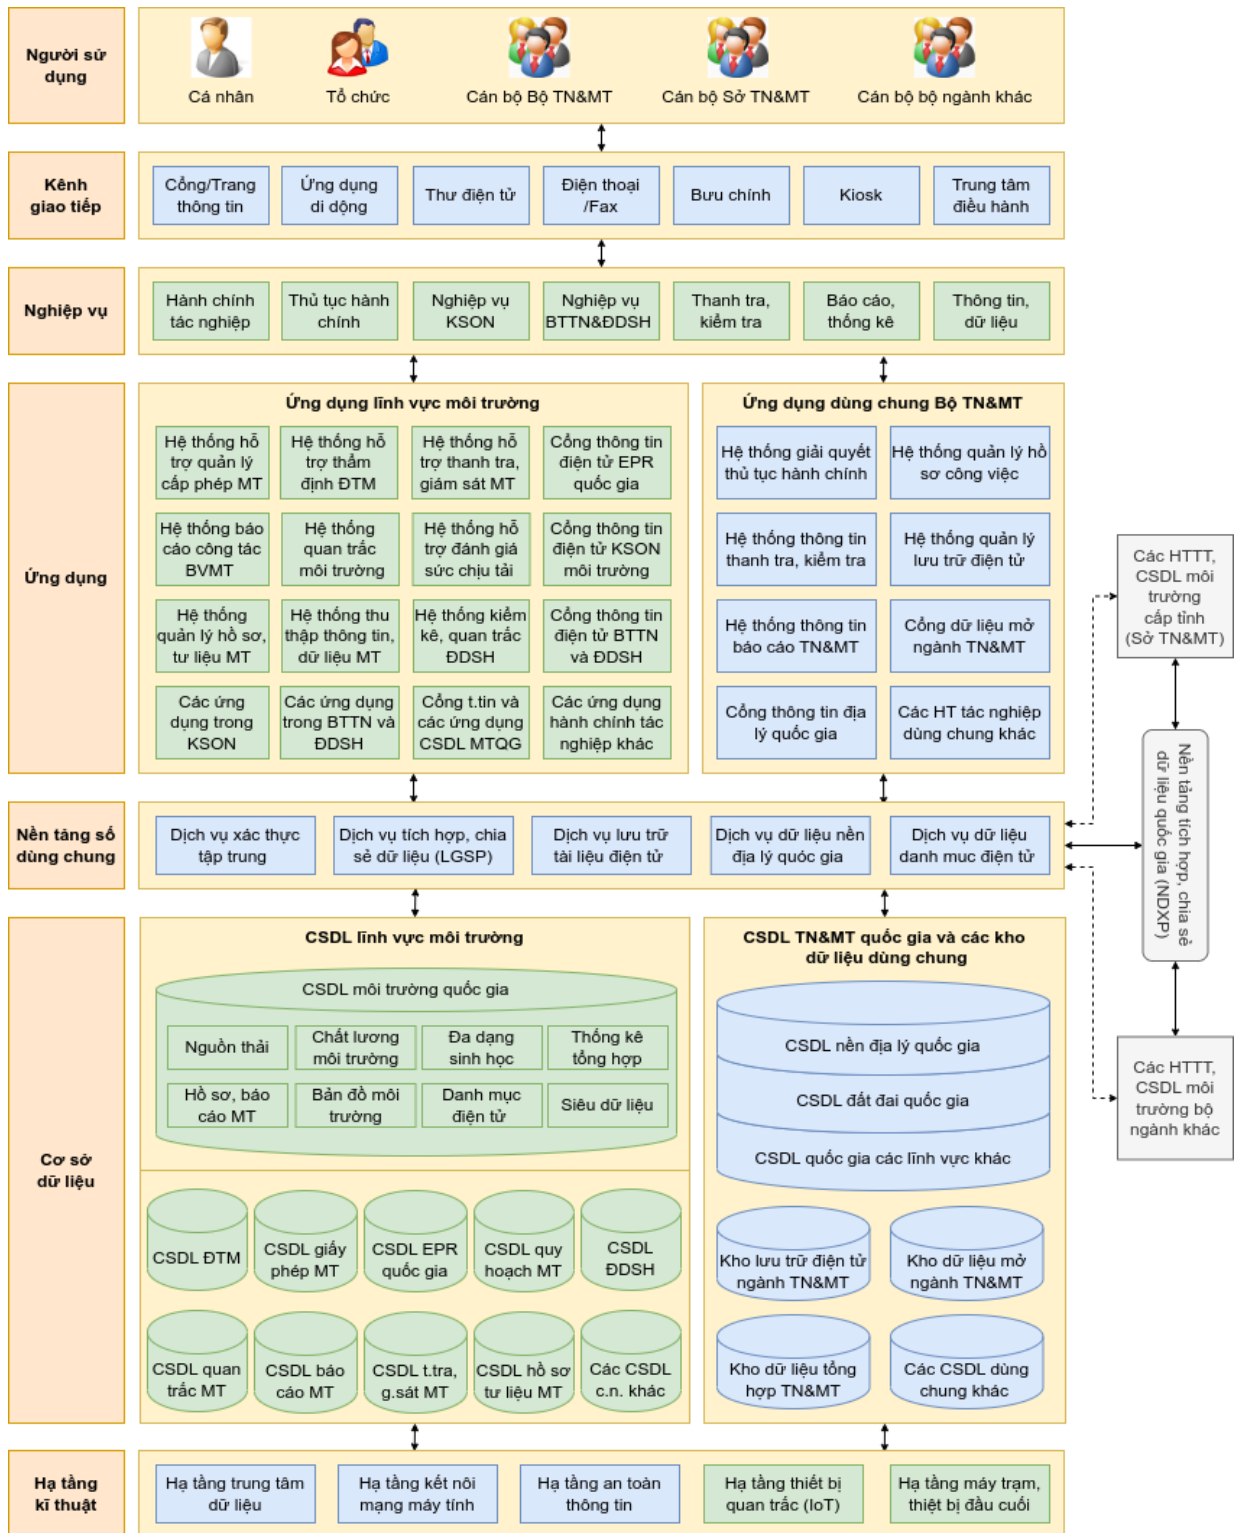 Người sử
dụng
Cá nhân
Tổ chức
Cán bộ Bộ TN&MT
Cán bộ Sở TN&MT
Cán bộ bộ ngành khác
Kênh
giao tiếp
Cổng/Trang
thông tin
Ứng dụng
di động
Thư điện tử
Điện thoại
/Fax
Bưu chính
Kiosk
Trung tâm
điều hành
Nghiệp vụ
Hành chính
tác nghiệp
Thủ tục hành
chính
Nghiệp vụ
KSON
Nghiệp vụ
BTTN&ĐDSH
Thanh tra,
kiểm tra
Báo cáo,
thống kê
Thông tin,
dữ liệu
Ứng dụng
Ứng dụng lĩnh vực môi trường
Hệ thống hỗ
trợ quản lý
cấp phép MT
Hệ thống hỗ
trợ thẩm
định ĐTM
Hệ thống hỗ
trợ thanh tra,
giám sát MT
Cổng thông tin
điện tử EPR
quốc gia
Hệ thống báo
cáo công tác
BVMT
Hệ thống
quan trắc
môi trường
Hệ thống hỗ
trợ đánh giá
sức chịu tải
Cổng thông tin
điện tử KSON
môi trường
Hệ thống
quản lý hồ sơ,
tư liệu MT
Hệ thống thu
thập thông tin,
dữ liệu MT
Hệ thống kiểm
kê, quan trắc
ĐDSH
Cổng thông tin
điện tử BTTN
và ĐDSH
Các ứng
dụng trong
KSON
Các ứng dụng
trong BTTN và
ĐDSH
Cổng t.tin và
các ứng dụng
CSDL MTQG
Các ứng dụng
hành chính tác
nghiệp khác
Ứng dụng dùng chung Bộ TN&MT
Hệ thống giải quyết
thủ tục hành chính
Hệ thống quản lý hồ
sơ công việc
Hệ thống thông tin
thanh tra, kiểm tra
Hệ thống quản lý
lưu trữ điện tử
Hệ thống thông tin
báo cáo TN&MT
Cổng dữ liệu mở
ngành TN&MT
Cổng thông tin địa
lý quốc gia
Các HT tác nghiệp
dùng chung khác
Các HTTT,
CSDL môi
trường
cấp tỉnh
(Sở TN&MT)
Nền tảng tích hợp, chia sẻ
dữ liệu quốc gia (NDXP)
Các HTTT,
CSDL môi
trường bộ
ngành khác
Nền tảng số
dùng chung
Dịch vụ xác thực
tập trung
Dịch vụ tích hợp, chia
sẻ dữ liệu (LGSP)
Dịch vụ lưu trữ
tài liệu điện tử
Dịch vụ dữ liệu nền
địa lý quóc gia
Dịch vụ dữ liệu
danh muc điện tử
Cơ sở
dữ liệu
CSDL lĩnh vực môi trường
CSDL môi trường quốc gia
Nguồn thải
Chất lương
môi trường
Đa dạng
sinh học
Thống kê
tổng hợp
Hồ sơ, báo
cáo MT
Bản đồ môi
trường
Danh mục
điện tử
Siêu dữ liệu
CSDL ĐTM
CSDL giấy
phép MT
CSDL EPR
quốc gia
CSDL quy
hoạch MT
CSDL
ĐDSH
CSDL quan
trắc MT
CSDL báo
cáo MT
CSDL t.tra,
g.sát MT
CSDL hồ sơ
tư liệu MT
Các CSDL
c.n. khác
CSDL TN&MT quốc gia và các kho
dữ liệu dùng chung
CSDL nền địa lý quốc gia
CSDL đất đai quốc gia
CSDL quốc gia các lĩnh vực khác
Kho lưu trữ điện tử
ngành TN&MT
Kho dữ liệu mở
ngành TN&MT
Kho dữ liệu tổng
hợp TN&MT
Các CSDL dùng
chung khác
Hạ tầng
kĩ thuật
Hạ tầng trung tâm
dữ liệu
Hạ tầng kết nôi
mạng máy tính
Hạ tầng an toàn
thông tin
Hạ tầng thiết bị
quan trắc (IoT)
Hạ tầng máy trạm,
thiệt bị đầu cuối